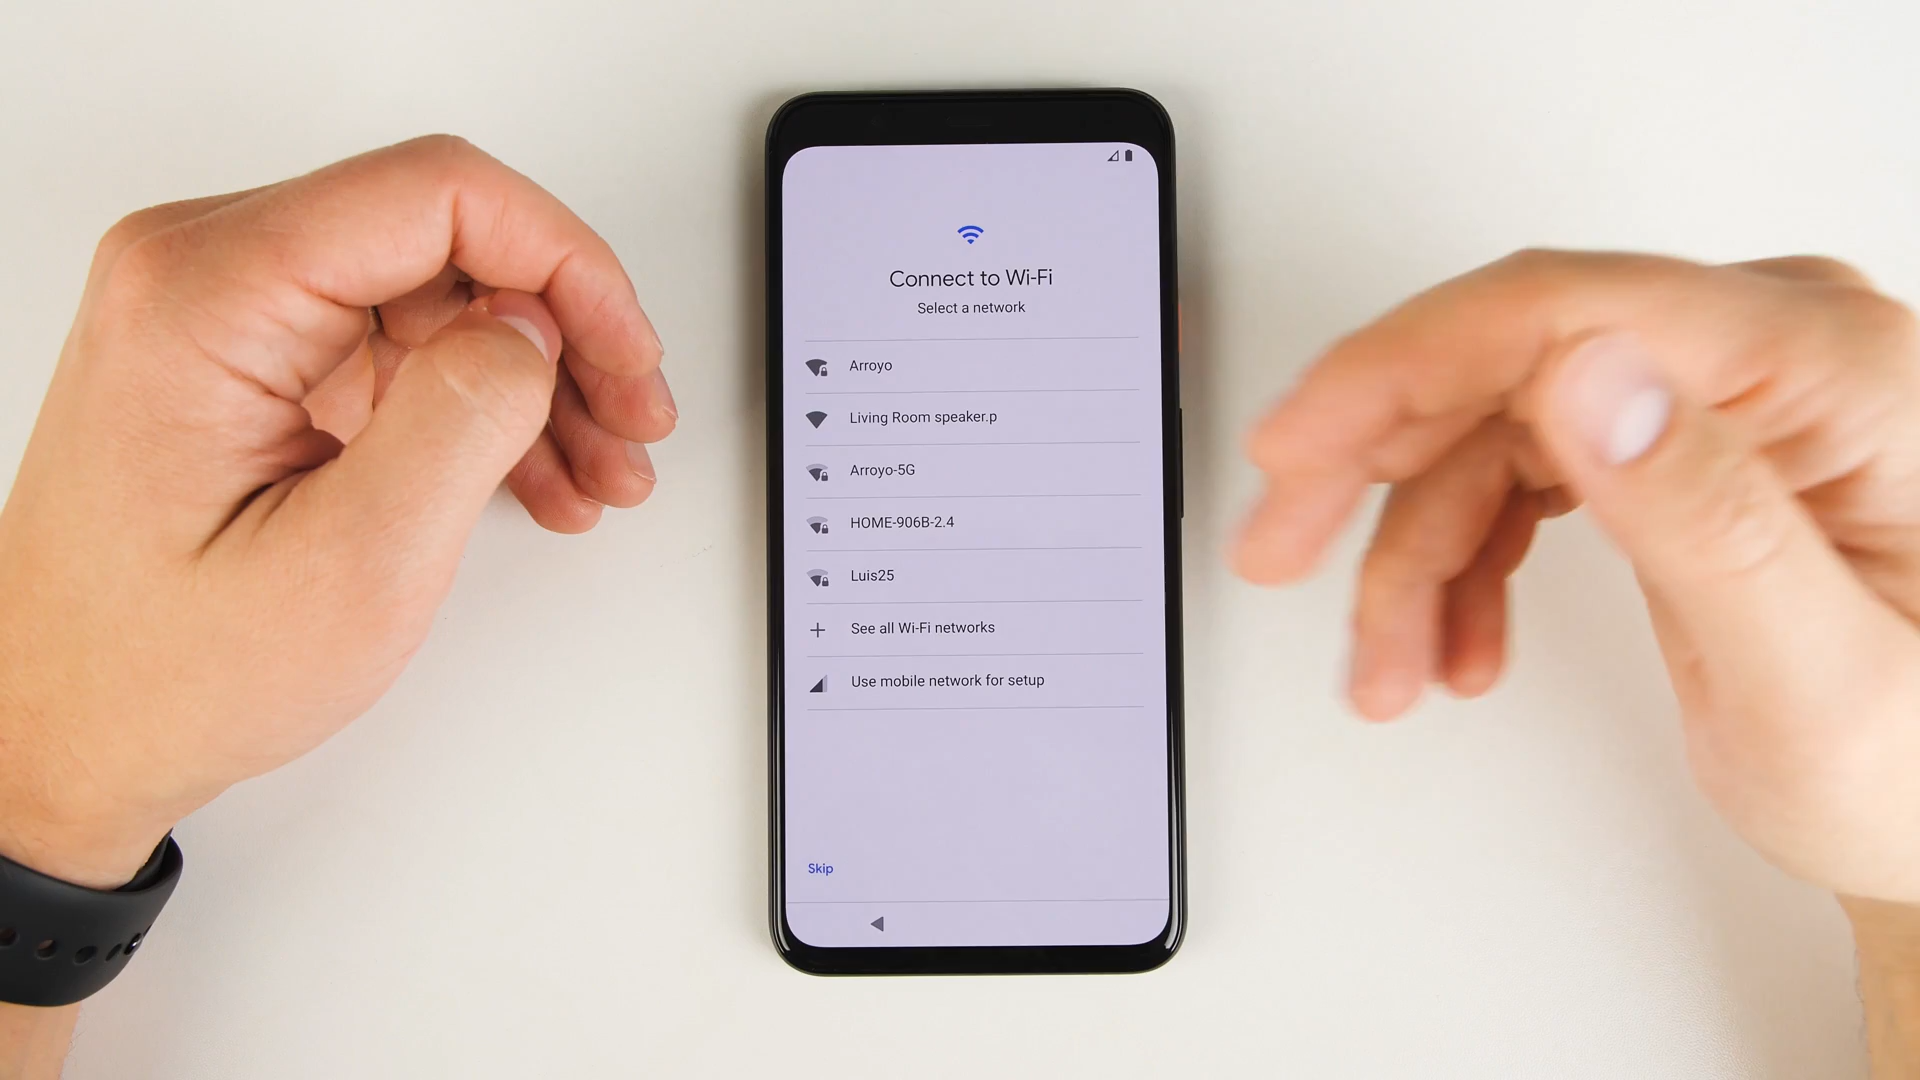 Connect to Wi-Fi
Select a network
Arroyo
Living Room speaker.p
Arroyo-5G
HOME-906B-2.4
Luis25
See all Wi-Fi networks
Use mobile network for setup
Skip